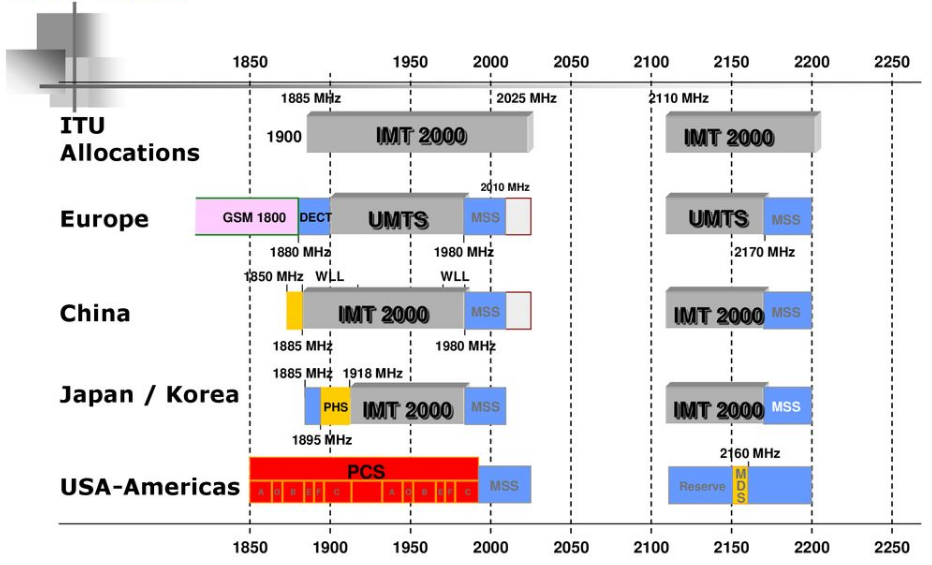 1850 1950 2000 2050 2100 2150 2200 2250
1885 MHz 2025 MHz 2110 MHz
ITU
Allocations
1900 IMT 2000 IMT 2000
2010 MHz
Europe GSM 1800 DECT UMTS MSS UMTS MSS
1880 MHz 1980 MHz 2170 MHz
1850 MHz WLL WLL
China IMT 2000 MSS IMT 2000 MSS
1885 MHz 1980 MHz
1885 MHz 1918 MHz
Japan / Korea PHS IMT 2000 MSS IMT 2000 MSS
1895 MHz
2160 MHz
PCS
USA-Americas A D B E F C A D B E F C MSS Reserve MDS
1850 1900 1950 2000 2050 2100 2150 2200 2250